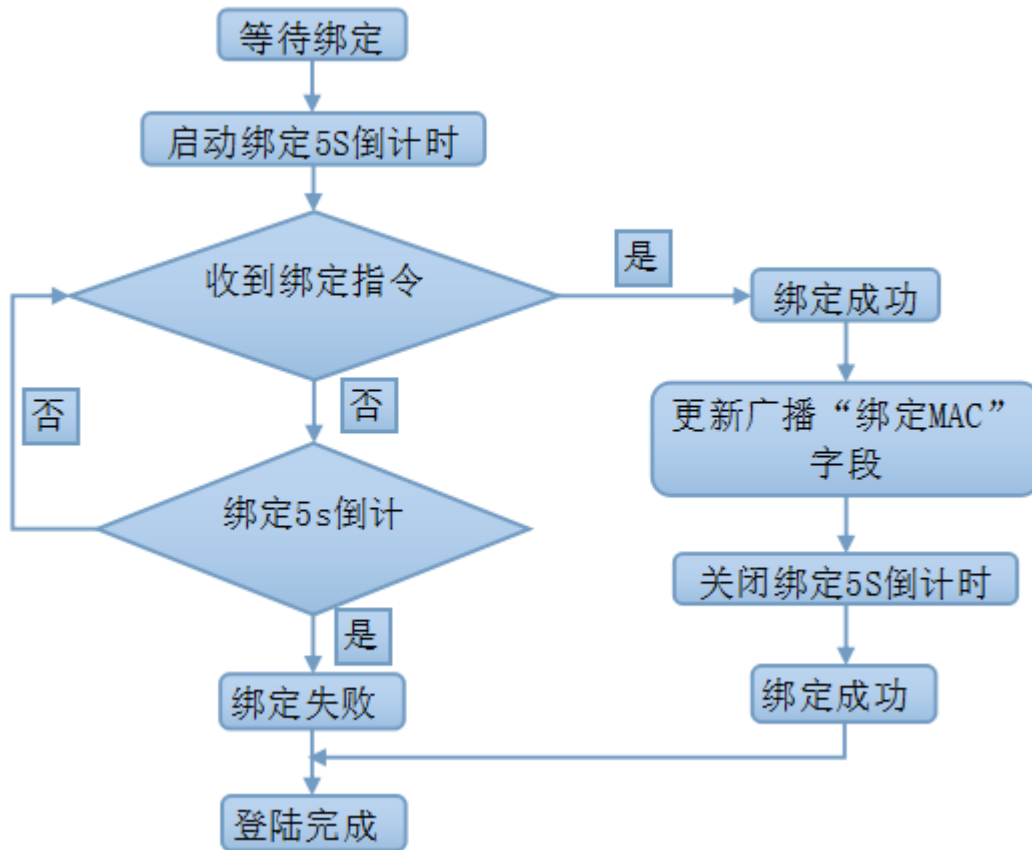 等待绑定
启动绑定5S倒计时
收到绑定指令
是
绑定成功
否
否
更新广播“绑定MAC”
字段
绑定5s倒计
关闭绑定5S倒计时
是
绑定失败
绑定成功
登陆完成